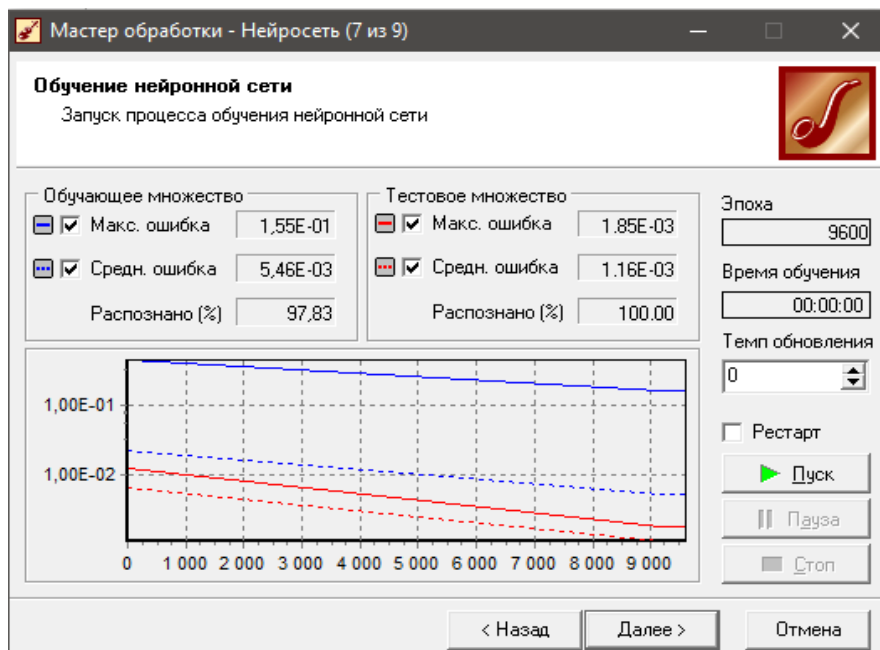 Мастер обработки - Нейросеть (7 из 9)
Обучение нейронной сети
Запуск процесса обучения нейронной сети
Обучающее множество
Макс. ошибка 1,55E-01
Средн. ошибка 5,46E-03
Распознано (%) 97,83
Тестовое множество
Макс. ошибка 1.85E-03
Средн. ошибка 1.16E-03
Распознано (%) 100.00
Эпоха
9600
Время обучения
00:00:00
Темп обновления
0
Рестарт
Пуск
Пауза
Стоп
1,00E-01
1,00E-02
0 1 000 2 000 3 000 4 000 5 000 6 000 7 000 8 000 9 000
< Назад Далее > Отмена